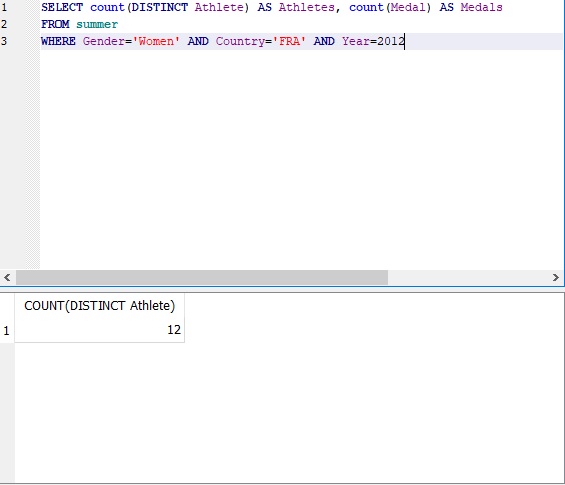 1 SELECT count(DISTINCT Athlete) AS Athletes, count(Medal) AS Medals
2 FROM summer
3 WHERE Gender='Women' AND Country='FRA' AND Year=2012
COUNT(DISTINCT Athlete)
1 12